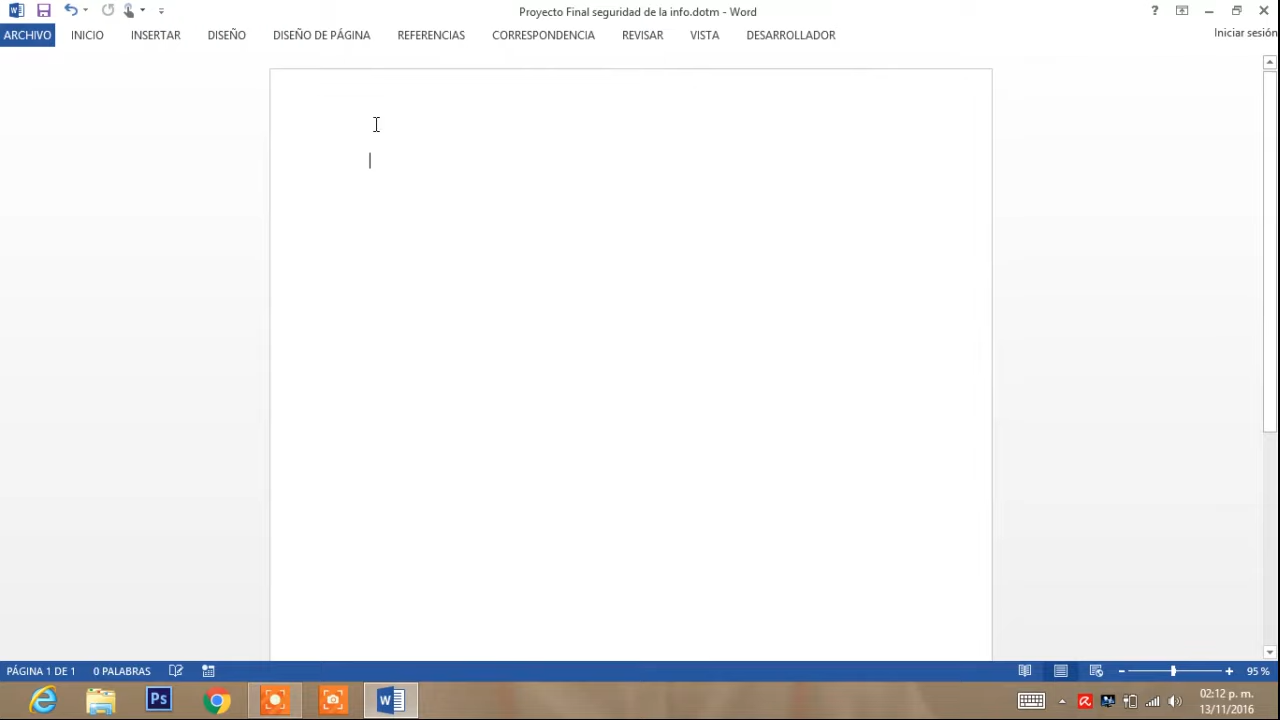 Proyecto Final seguridad de la info.dotm - Word
?
ARCHIVO INICIO INSERTAR DISEÑO DISEÑO DE PÁGINA REFERENCIAS CORRESPONDENCIA REVISAR VISTA DESARROLLADOR
Iniciar sesión
PÁGINA 1 DE 1 0 PALABRAS 95 %
Ps
02:12 p. m.
13/11/2016